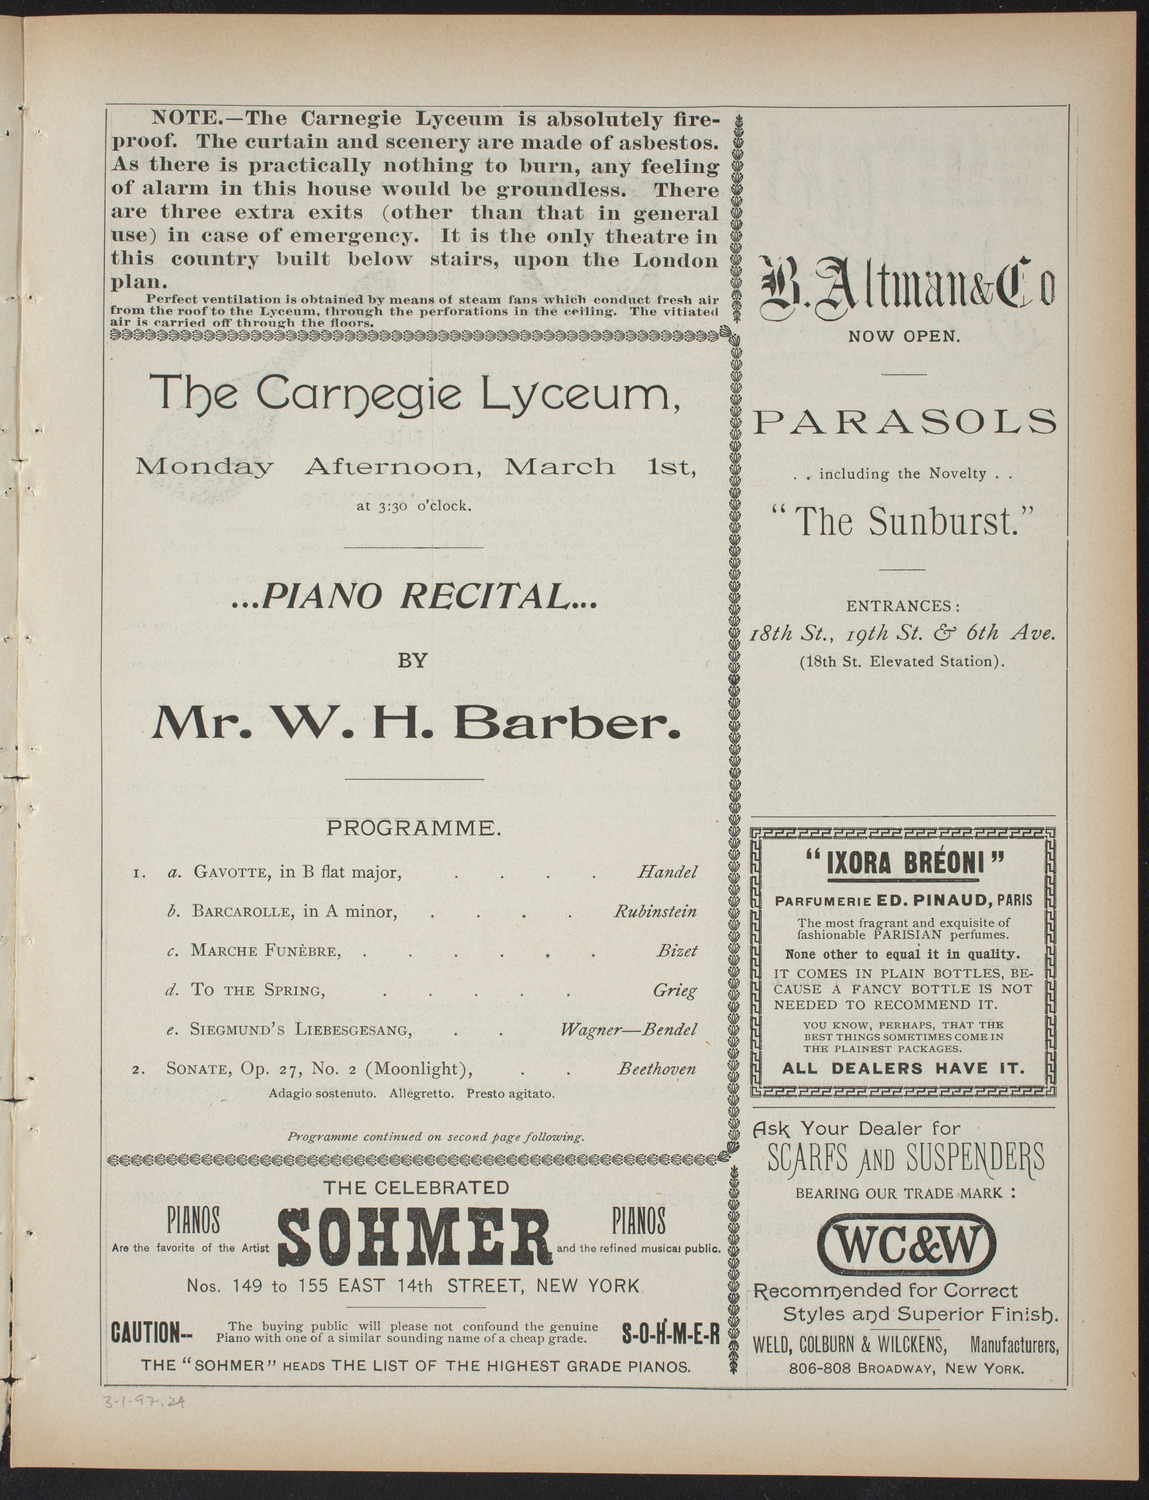 NOTE.—The Carnegie Lyceum is absolutely fire-
proof. The curtain and scenery are made of asbestos.
As there is practically nothing to burn, any feeling
of alarm in this house would be groundless. There
are three extra exits (other than that in general
use) in case of emergency. It is the only theatre in
this country built below stairs, upon the London
plan.
Perfect ventilation is obtained by means of steam fans which conduct fresh air
from the roof to the Lyceum, through the perforations in the ceiling. The vitiated
air is carried off through the floors.
The Carnegie Lyceum,
Monday Afternoon, March 1st,
at 3:30 o'clock.
...PIANO RECITAL...
BY
Mr. W. H. Barber.
PROGRAMME.
1. a. GAVOTTE, in B flat major, . . . . Handel
b. BARCAROLLE, in A minor, . . . . Rubinstein
c. MARCHE FUNÈBRE, . . . . . . Bizet
d. TO THE SPRING, . . . . . Grieg
e. SIEGMUND'S LIEBESGESANG, . . Wagner—Bendel
2. SONATE, Op. 27, No. 2 (Moonlight), . . Beethoven
Adagio sostenuto. Allegretto. Presto agitato.
Programme continued on second page following.
THE CELEBRATED
PIANOS SOHMER PIANOS
Are the favorite of the Artist and the refined musical public.
Nos. 149 to 155 EAST 14th STREET, NEW YORK
CAUTION-- The buying public will please not confound the genuine S-O-H-M-E-R
Piano with one of a similar sounding name of a cheap grade.
THE "SOHMER" HEADS THE LIST OF THE HIGHEST GRADE PIANOS.
B. Altman & Co
NOW OPEN.
PARASOLS
. . including the Novelty . .
"The Sunburst."
ENTRANCES:
18th St., 19th St. & 6th Ave.
(18th St. Elevated Station).
"IXORA BRÉONI"
PARFUMERIE ED. PINAUD, PARIS
The most fragrant and exquisite of
fashionable PARISIAN perfumes.
None other to equal it in quality.
IT COMES IN PLAIN BOTTLES, BE-
CAUSE A FANCY BOTTLE IS NOT
NEEDED TO RECOMMEND IT.
YOU KNOW, PERHAPS, THAT THE
BEST THINGS SOMETIMES COME IN
THE PLAINEST PACKAGES.
ALL DEALERS HAVE IT.
Ask Your Dealer for
SCARFS AND SUSPENDERS
BEARING OUR TRADE MARK :
WC&W
Recommended for Correct
Styles and Superior Finish.
WELD, COLBURN & WILCKENS, Manufacturers,
806-808 BROADWAY, NEW YORK.
3-1-97.2A